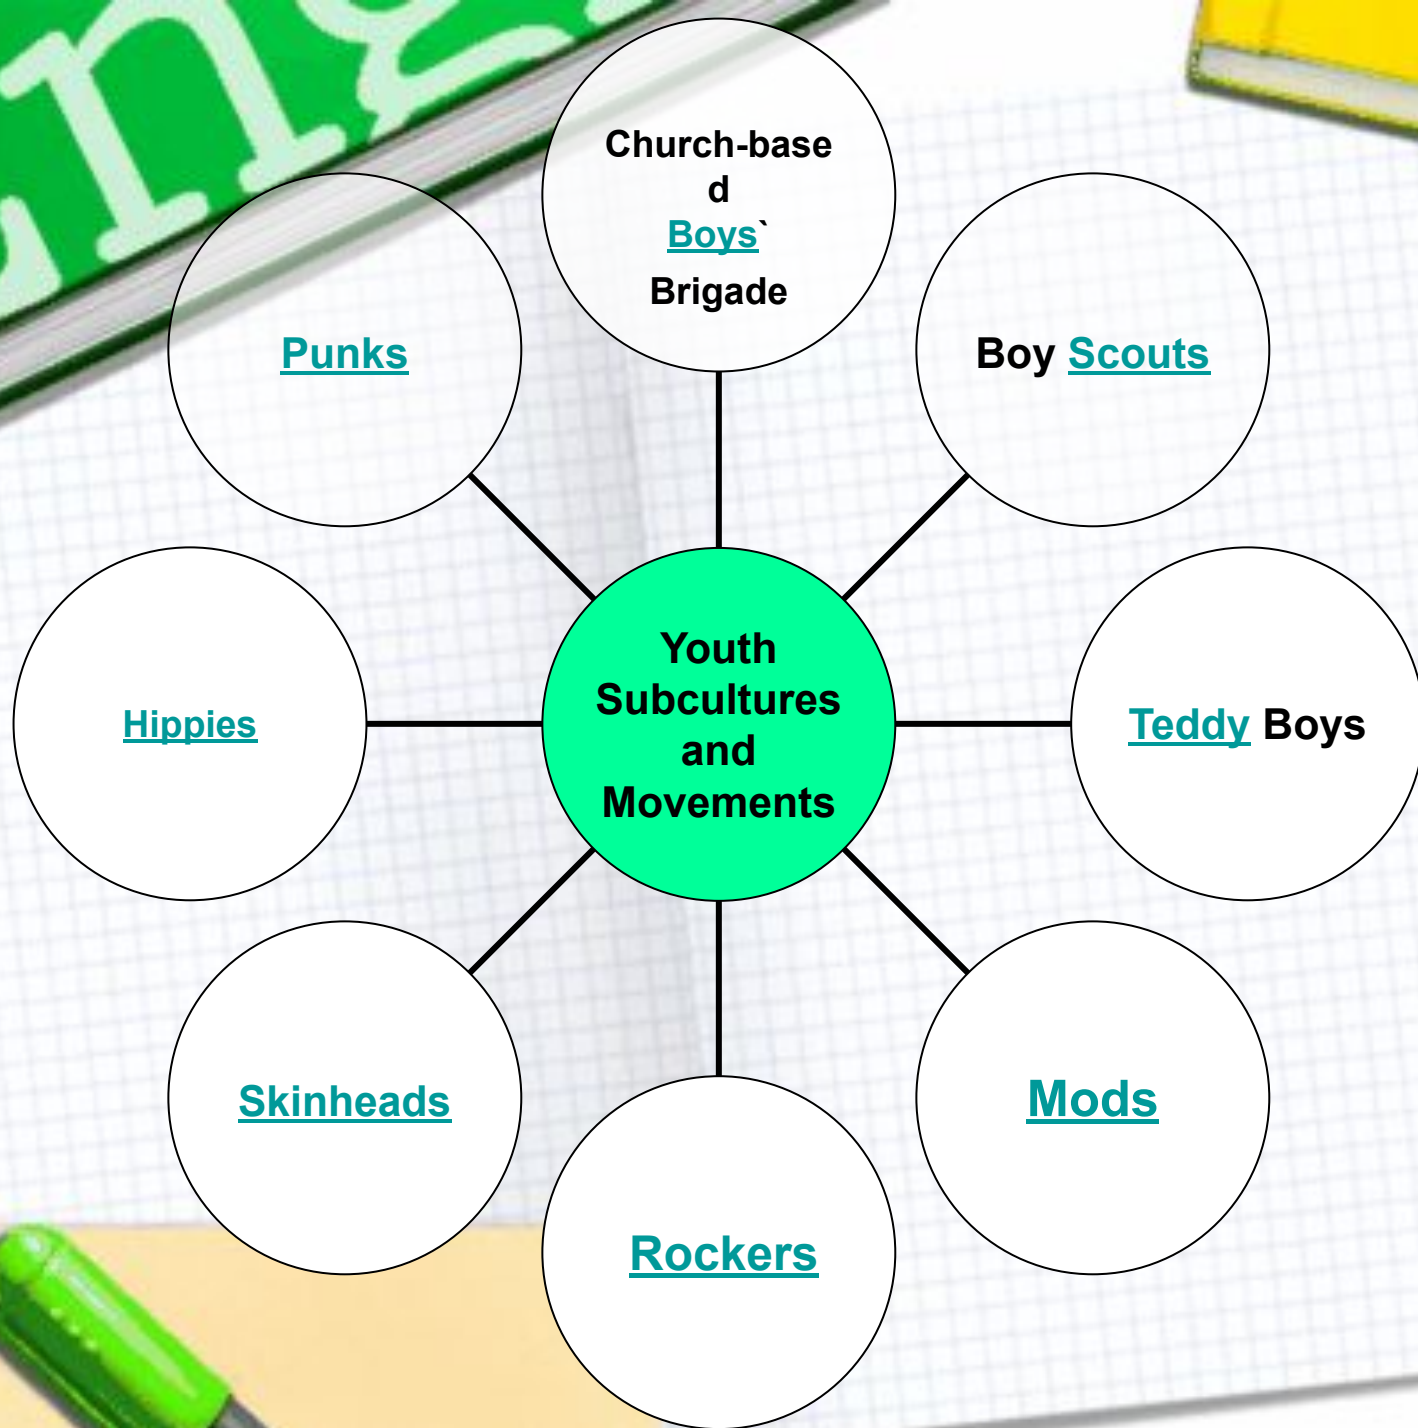 Church-base
d
Boys`
Brigade
Boy Scouts
Teddy Boys
Mods
Rockers
Skinheads
Hippies
Punks
Youth
Subcultures
and
Movements